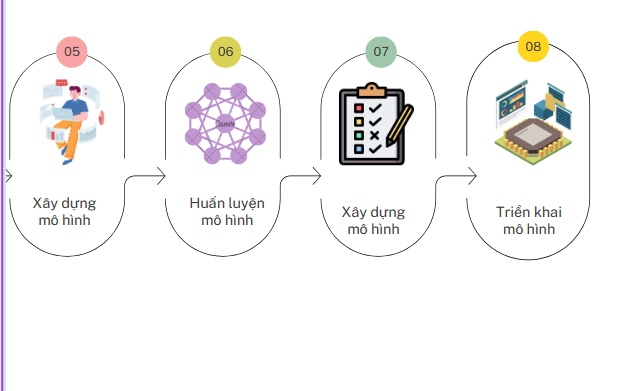 05
06
07
08
Xây dựng
mô hình
Huấn luyện
mô hình
Xây dựng
mô hình
Triển khai
mô hình